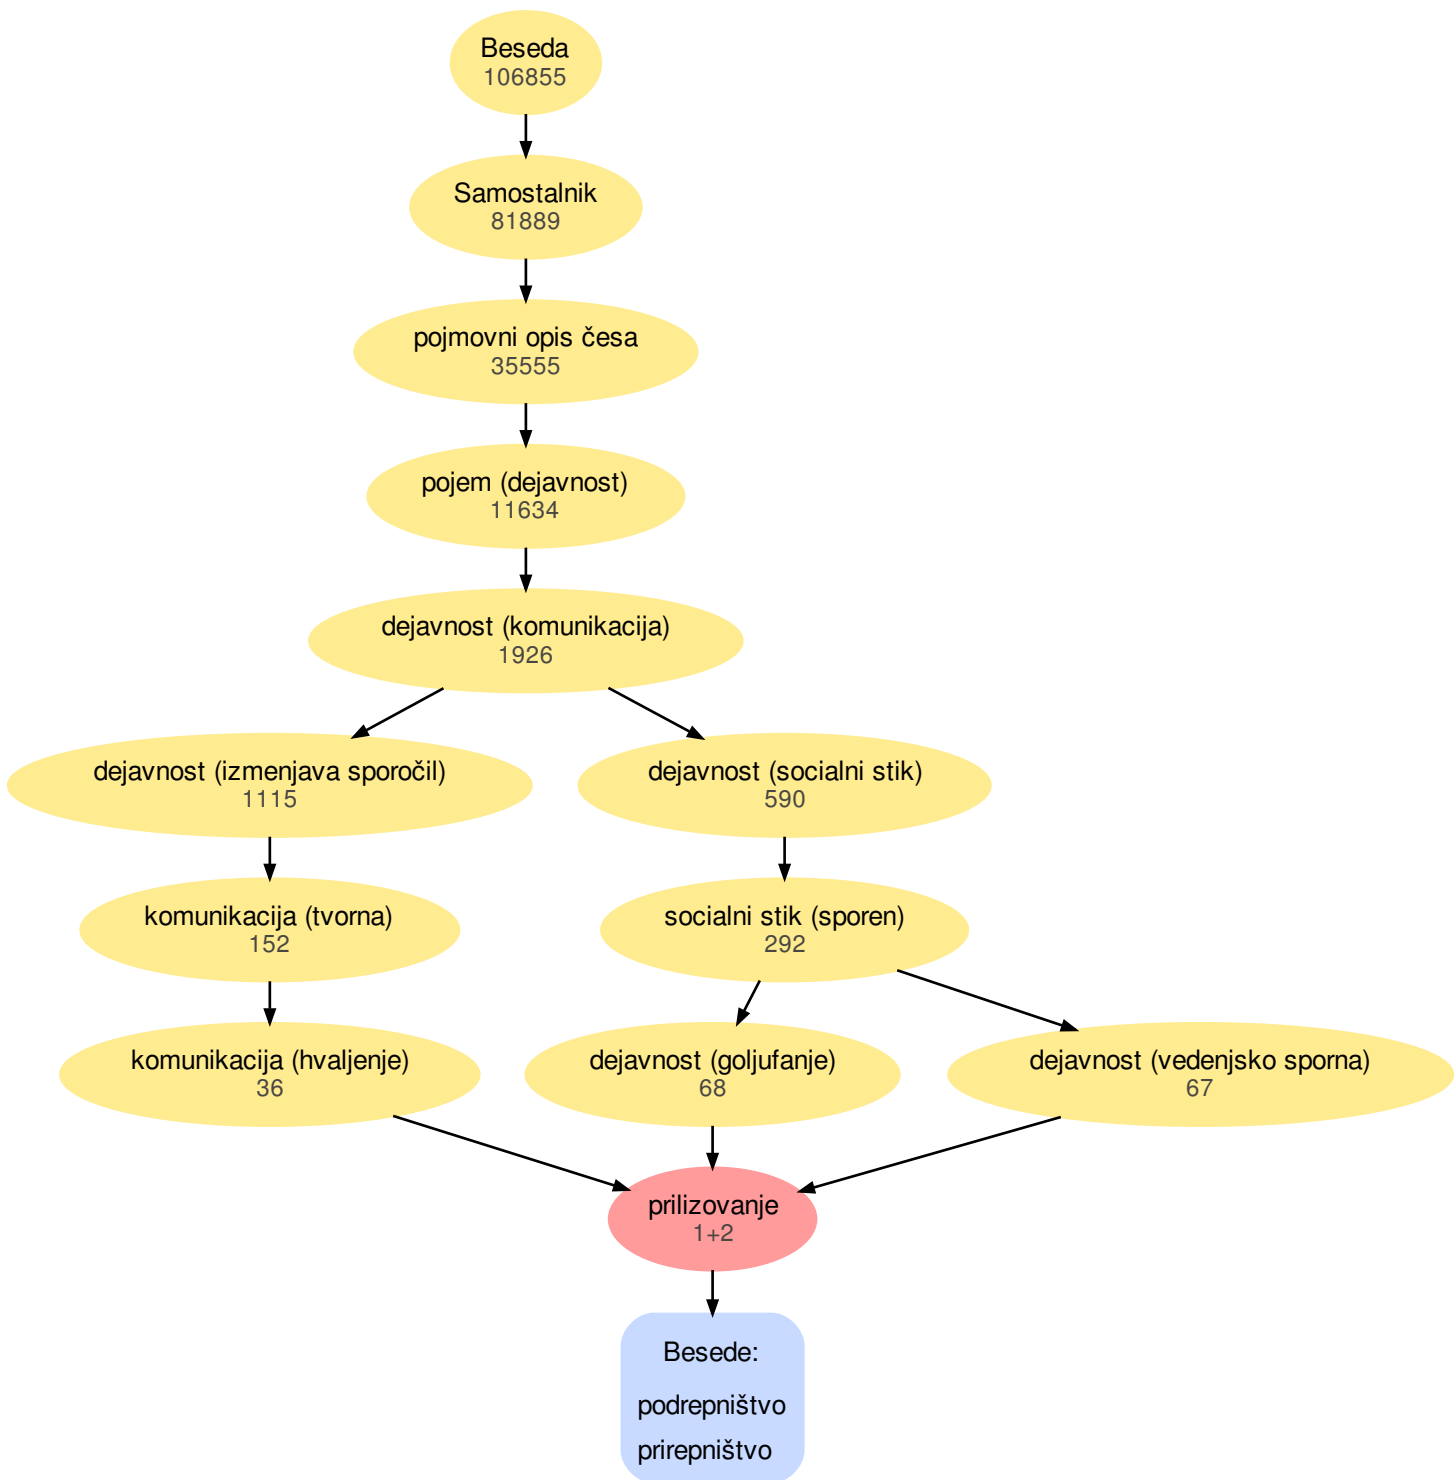 Beseda
106855
Samostalnik
81889
pojmovni opis česa
35555
pojem (dejavnost)
11634
dejavnost (komunikacija)
1926
dejavnost (izmenjava sporočil)
1115
dejavnost (socialni stik)
590
komunikacija (tvorna)
152
socialni stik (sporen)
292
komunikacija (hvaljenje)
36
dejavnost (goljufanje)
68
dejavnost (vedenjsko sporna)
67
prilizovanje
1+2
Besede:
podrepništvo
prirepništvo